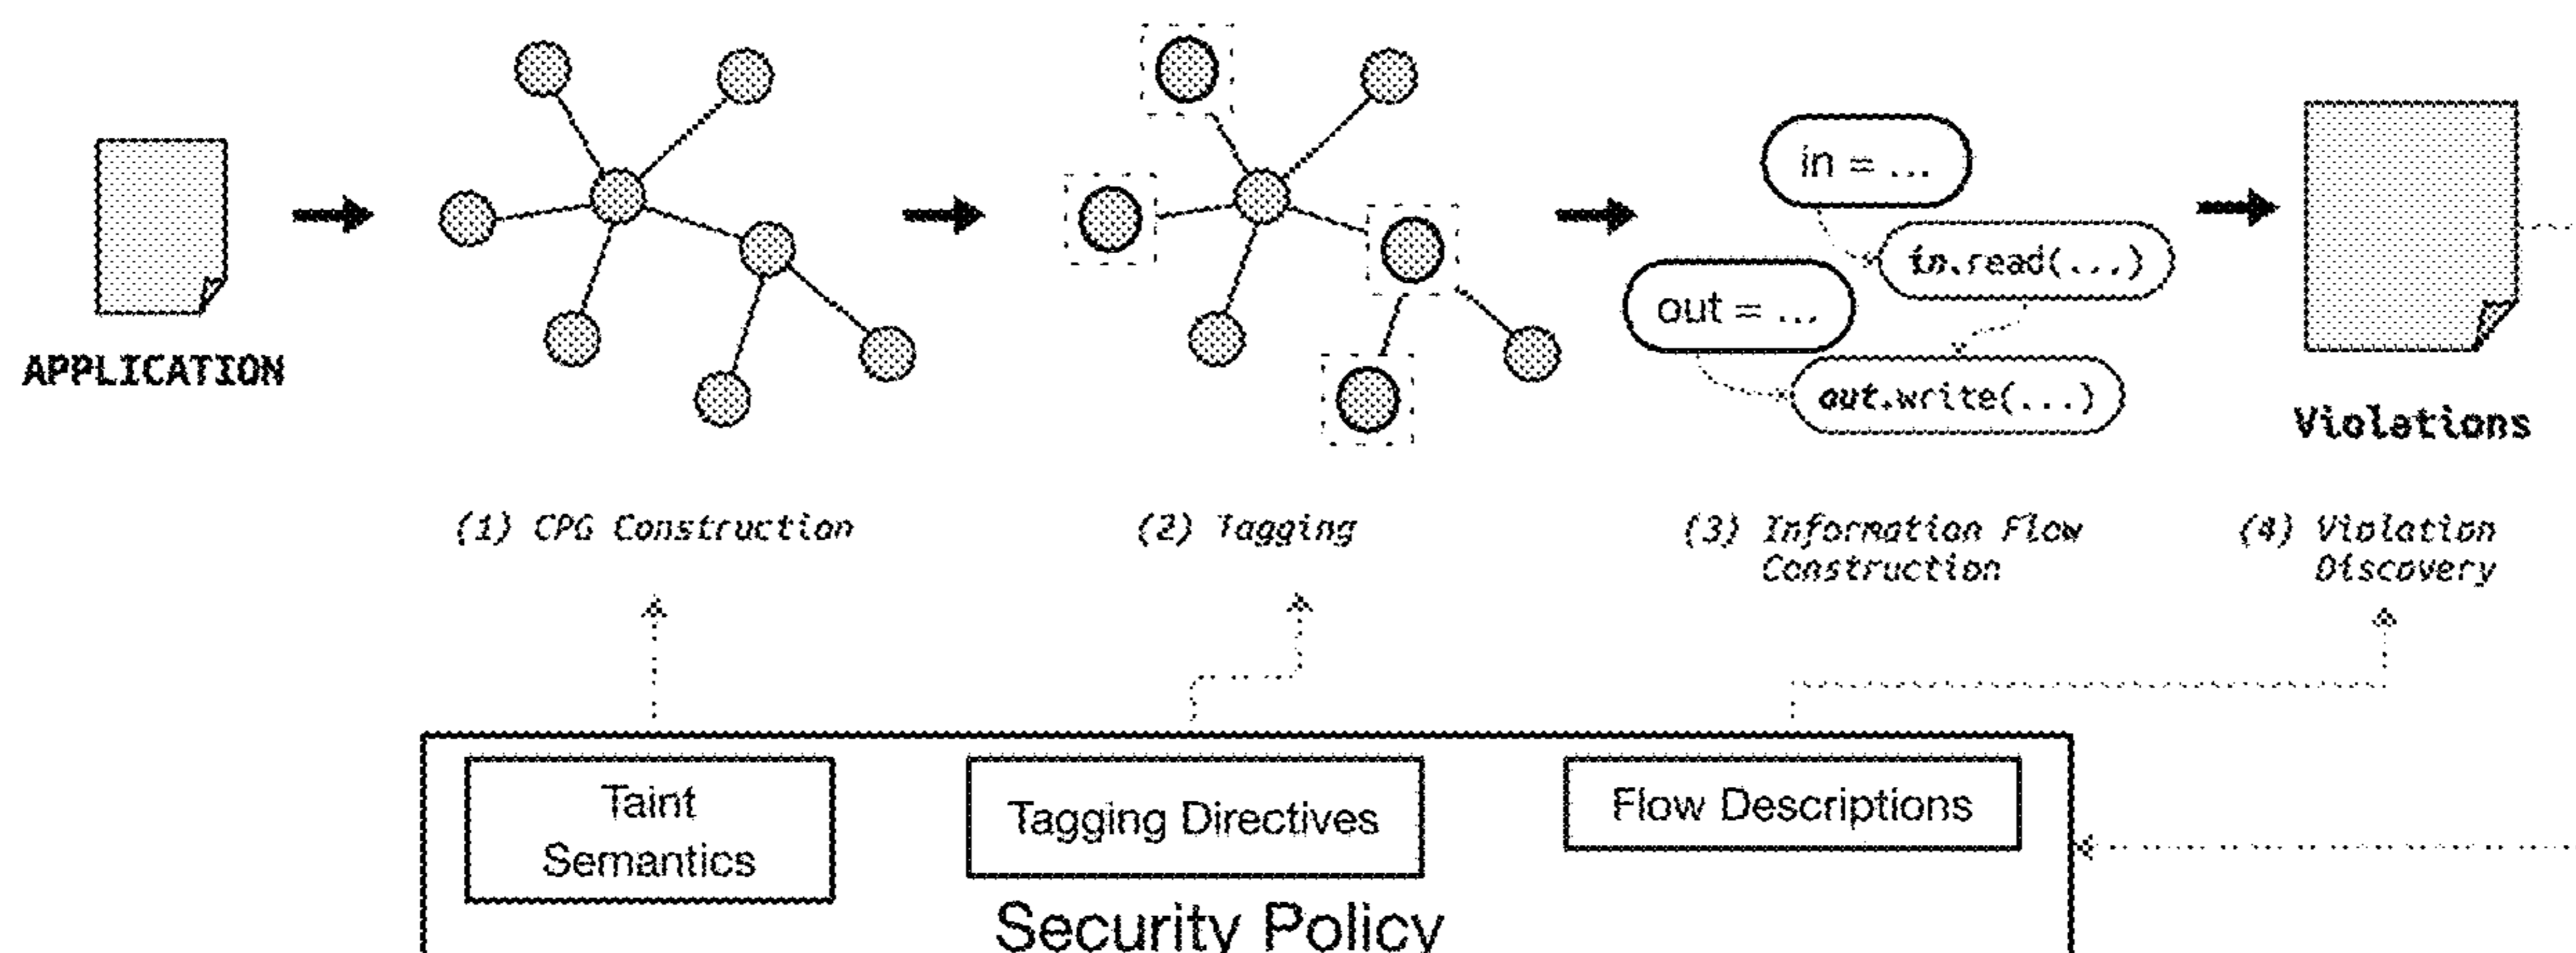 in = ...
in.read(...)
out = ...
out.write(...)
APPLICATION
Violations
(1) CPG Construction
(2) Tagging
(3) Information Flow
Construction
(4) Violation
Discovery
Taint
Semantics
Tagging Directives
Flow Descriptions
Security Policy